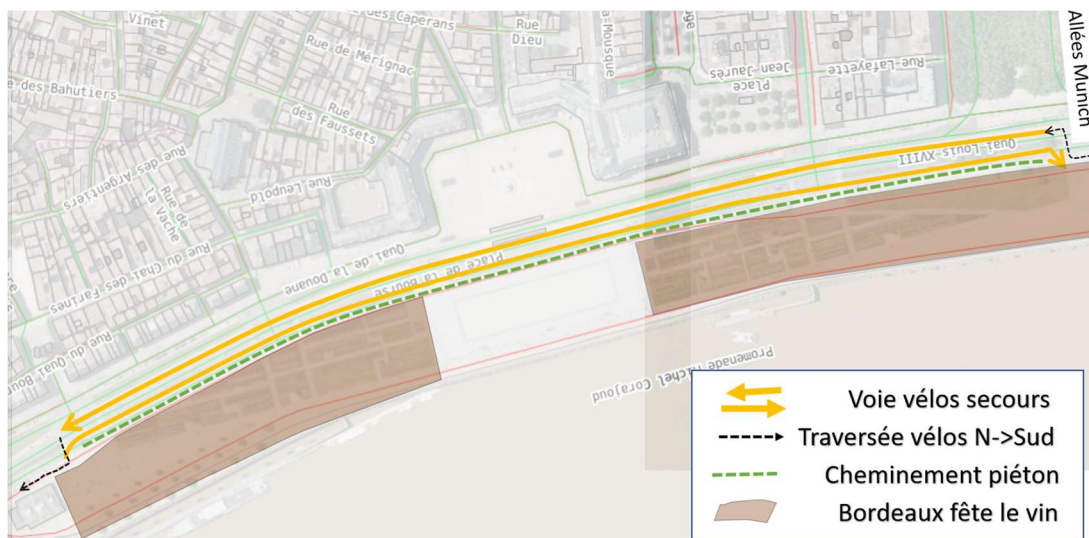 Vinet
des Caperans
Rue de Mérignac
Rue
Dieu
la Mousque
Place
Jean Jaurès
Rue Lafayette
Allées Munich
e des Bahutiers
Rue
des Faussets
Rue des Argentiers
Rue de
la Vache
Rue Leupold
Quai Louis XVIII
Rue du Chai des Farines
Quai de la Douane
Place de la Bourse
Rue du Quai Bour
Promenade Michel Corajoud
Voie vélos secours
Traversée vélos N->Sud
Cheminement piéton
Bordeaux fête le vin